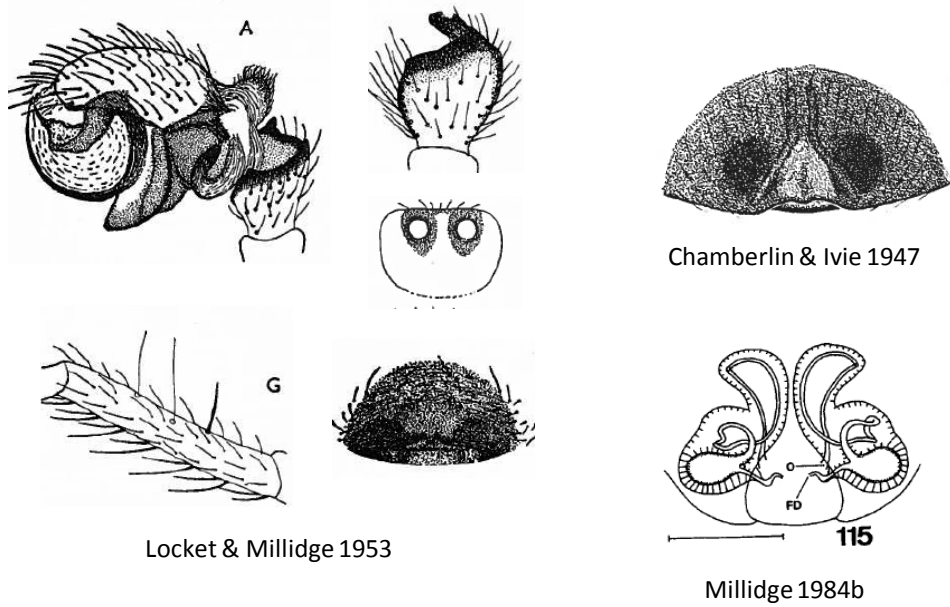 A
Chamberlin & Ivie 1947
G
O
FD
115
Locket & Millidge 1953
Millidge 1984b